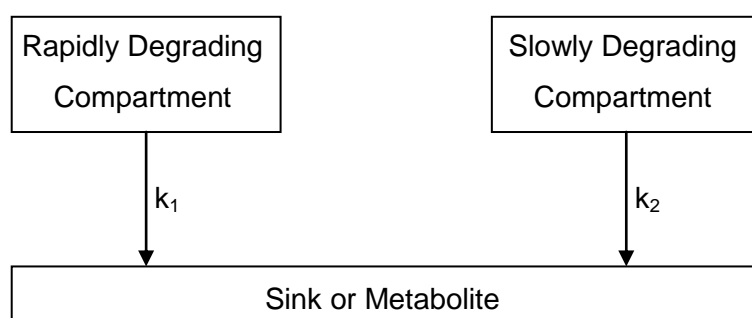 Rapidly Degrading
Compartment
Slowly Degrading
Compartment
k₁
k₂
Sink or Metabolite